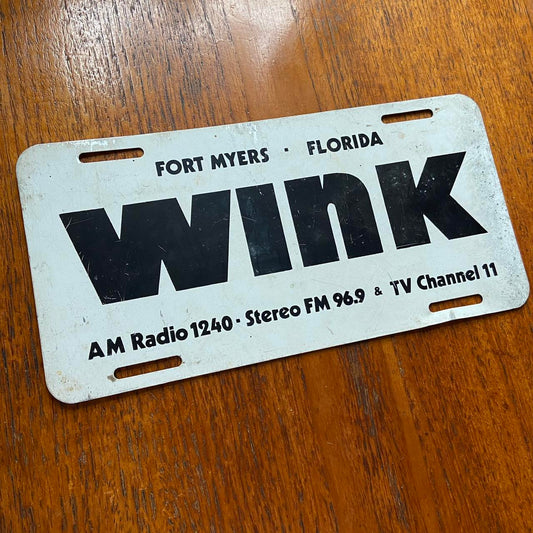 FORT MYERS · FLORIDA
WINK
AM Radio 1240 · Stereo FM 96.9 & TV Channel 11